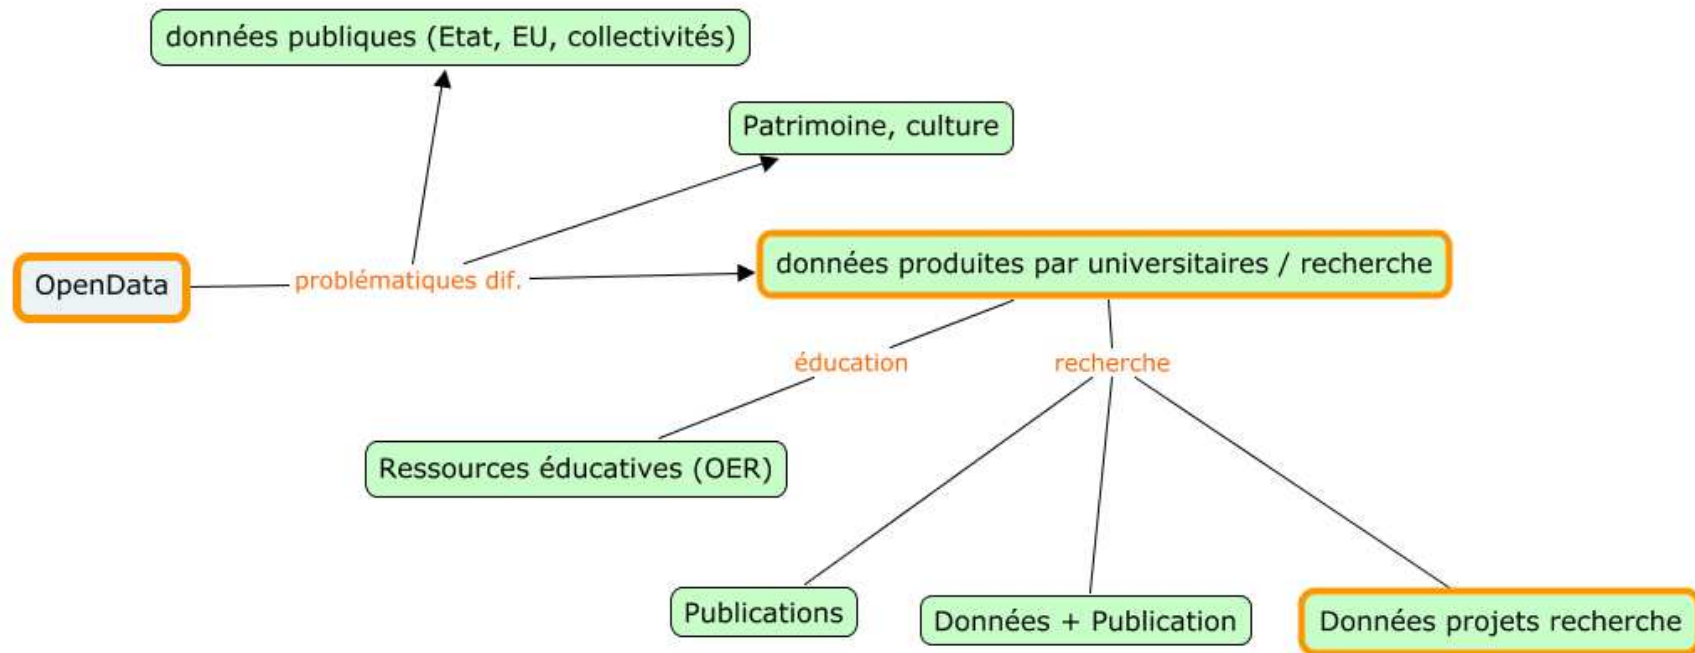 données publiques (Etat, EU, collectivités)
Patrimoine, culture
OpenData
problématiques dif.
données produites par universitaires / recherche
éducation
recherche
Ressources éducatives (OER)
Publications
Données + Publication
Données projets recherche